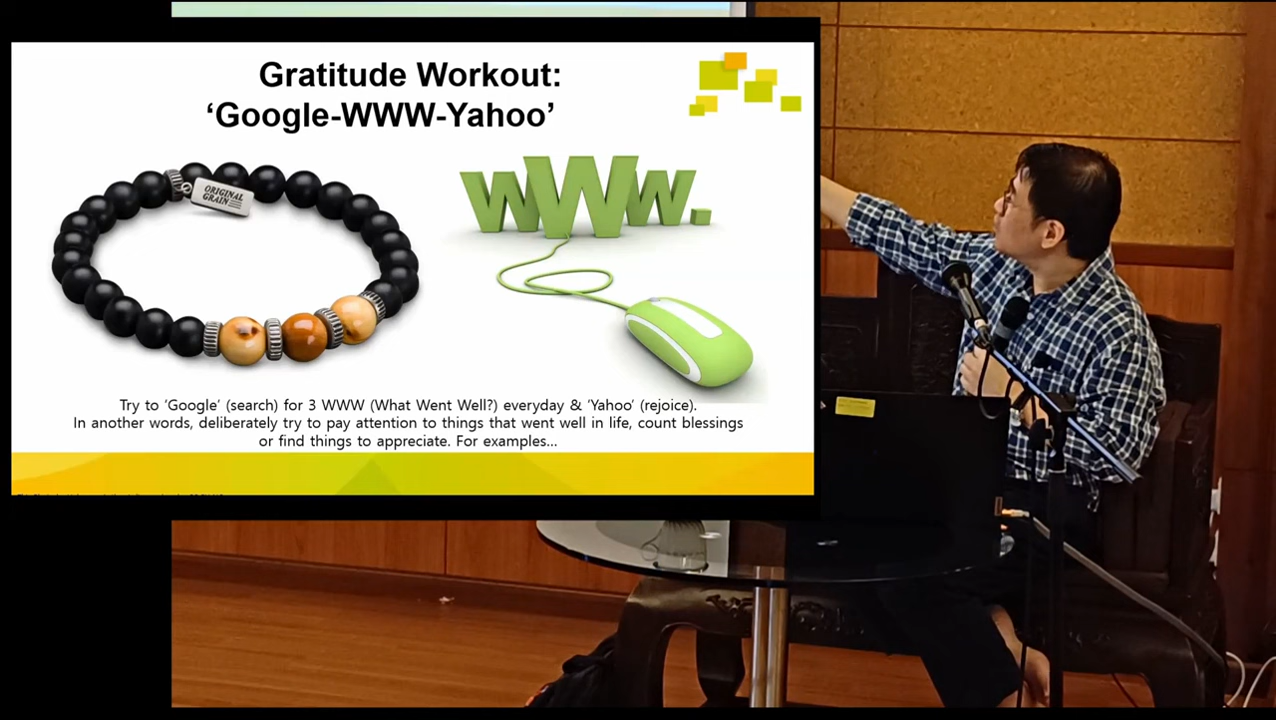 Gratitude Workout:
‘Google-WWW-Yahoo’
ORIGINAL
GRAIN
WWW.
Try to ‘Google’ (search) for 3 WWW (What Went Well?) everyday & ‘Yahoo’ (rejoice).
In another words, deliberately try to pay attention to things that went well in life, count blessings
or find things to appreciate. For examples...